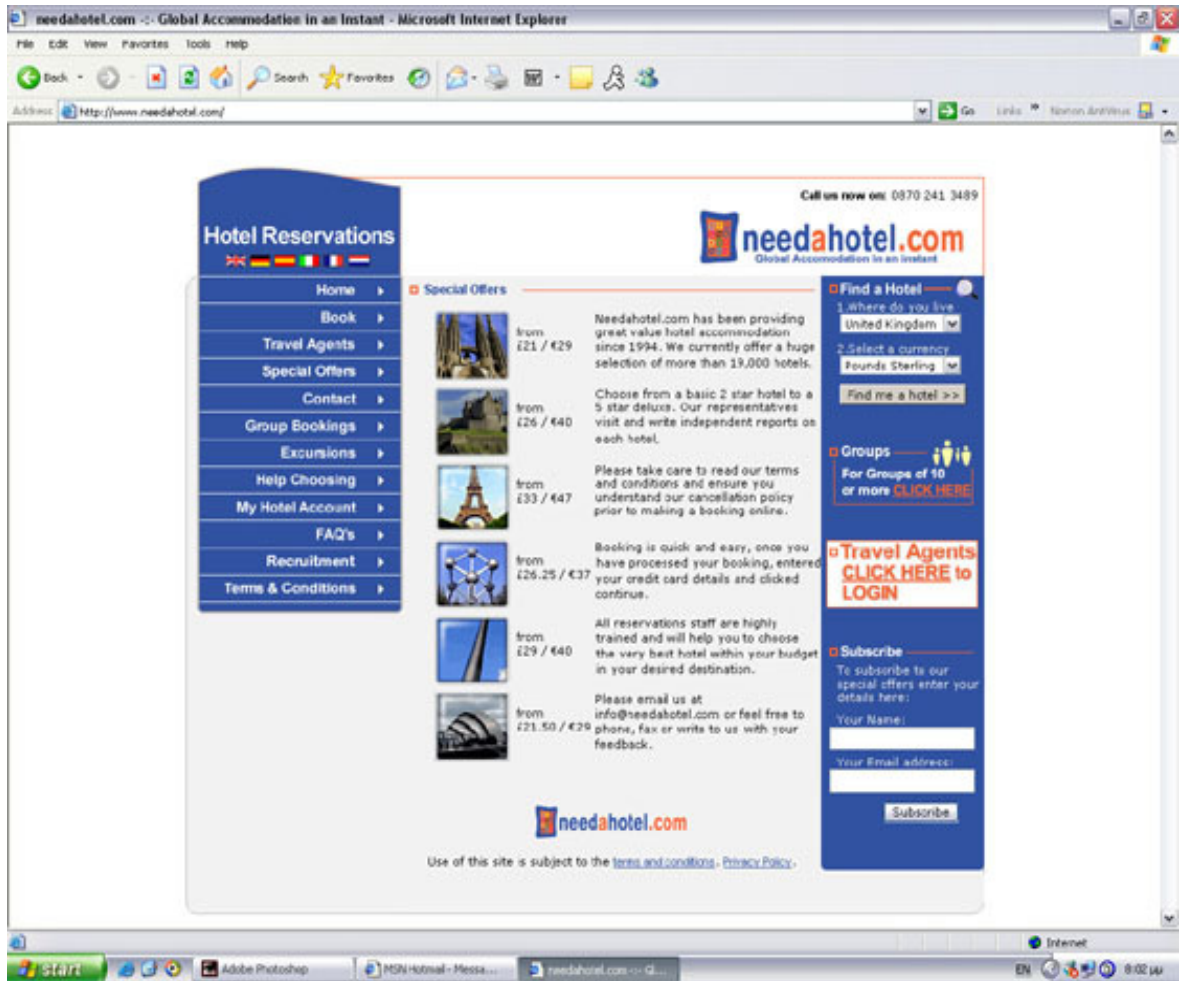 needahotel.com -:- Global Accommodation in an Instant - Microsoft Internet Explorer
File Edit View Favorites Tools Help
Back Search Favorites
Address http://www.needahotel.com/ Go Links » Norton AntiVirus
Call us now on: 0870 241 3489
needahotel.com
Global Accomodation in an instant
Hotel Reservations
Home
Book
Travel Agents
Special Offers
Contact
Group Bookings
Excursions
Help Choosing
My Hotel Account
FAQ's
Recruitment
Terms & Conditions
Special Offers
from
£21 / €29
Needahotel.com has been providing
great value hotel accommodation
since 1994. We currently offer a huge
selection of more than 19,000 hotels.
from
£26 / €40
Choose from a basic 2 star hotel to a
5 star deluxe. Our representatives
visit and write independent reports on
each hotel.
from
£33 / €47
Please take care to read our terms
and conditions and ensure you
understand our cancellation policy
prior to making a booking online.
from
£26.25 / €37
Booking is quick and easy, once you
have processed your booking, entered
your credit card details and clicked
continue.
from
£29 / €40
All reservations staff are highly
trained and will help you to choose
the very best hotel within your budget
in your desired destination.
from
£21.50 / €29
Please email us at
info@needahotel.com or feel free to
phone, fax or write to us with your
feedback.
needahotel.com
Use of this site is subject to the terms and conditions. Privacy Policy.
Find a Hotel
1.Where do you live
United Kingdom
2.Select a currency
Pounds Sterling
Find me a hotel >>
Groups
For Groups of 10
or more CLICK HERE
Travel Agents
CLICK HERE to
LOGIN
Subscribe
To subscribe to our
special offers enter your
details here:
Your Name:
Your Email address:
Subscribe
Internet
start Adobe Photoshop MSN Hotmail - Messa... needahotel.com -:- Gl... EN 8:02 μμ